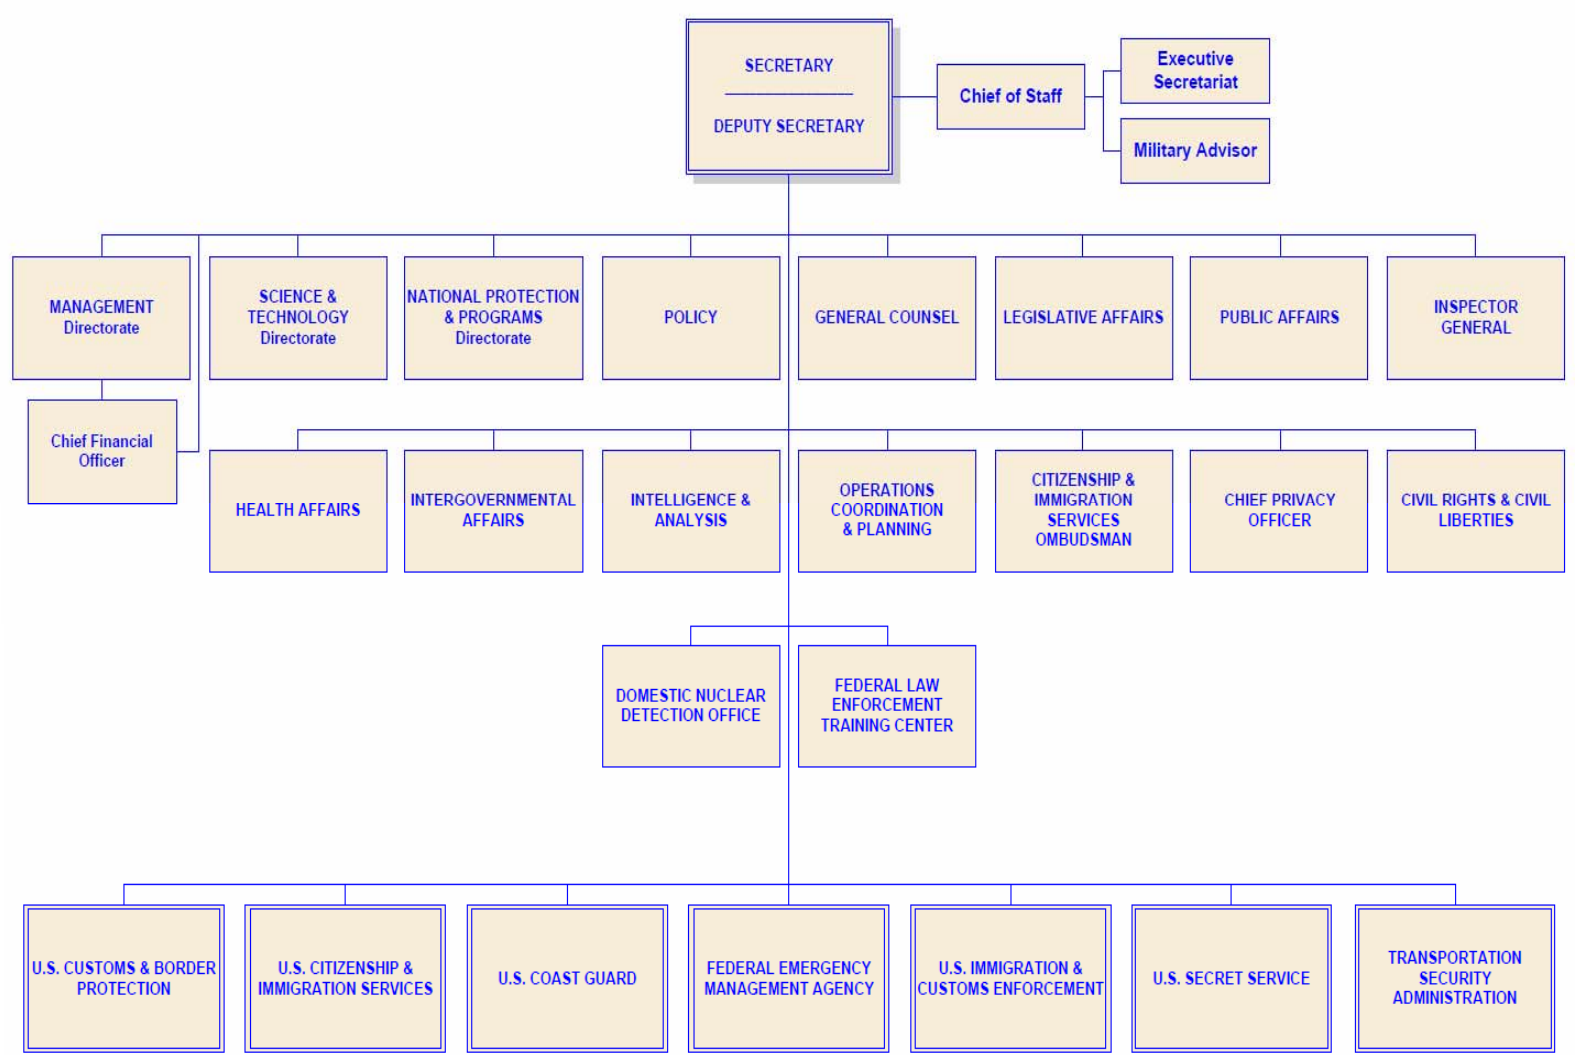 SECRETARY
DEPUTY SECRETARY
Chief of Staff
Executive
Secretariat
Military Advisor
MANAGEMENT
Directorate
SCIENCE &
TECHNOLOGY
Directorate
NATIONAL PROTECTION
& PROGRAMS
Directorate
POLICY
GENERAL COUNSEL
LEGISLATIVE AFFAIRS
PUBLIC AFFAIRS
INSPECTOR
GENERAL
Chief Financial
Officer
HEALTH AFFAIRS
INTERGOVERNMENTAL
AFFAIRS
INTELLIGENCE &
ANALYSIS
OPERATIONS
COORDINATION
& PLANNING
CITIZENSHIP &
IMMIGRATION
SERVICES
OMBUDSMAN
CHIEF PRIVACY
OFFICER
CIVIL RIGHTS & CIVIL
LIBERTIES
DOMESTIC NUCLEAR
DETECTION OFFICE
FEDERAL LAW
ENFORCEMENT
TRAINING CENTER
U.S. CUSTOMS & BORDER
PROTECTION
U.S. CITIZENSHIP &
IMMIGRATION SERVICES
U.S. COAST GUARD
FEDERAL EMERGENCY
MANAGEMENT AGENCY
U.S. IMMIGRATION &
CUSTOMS ENFORCEMENT
U.S. SECRET SERVICE
TRANSPORTATION
SECURITY
ADMINISTRATION